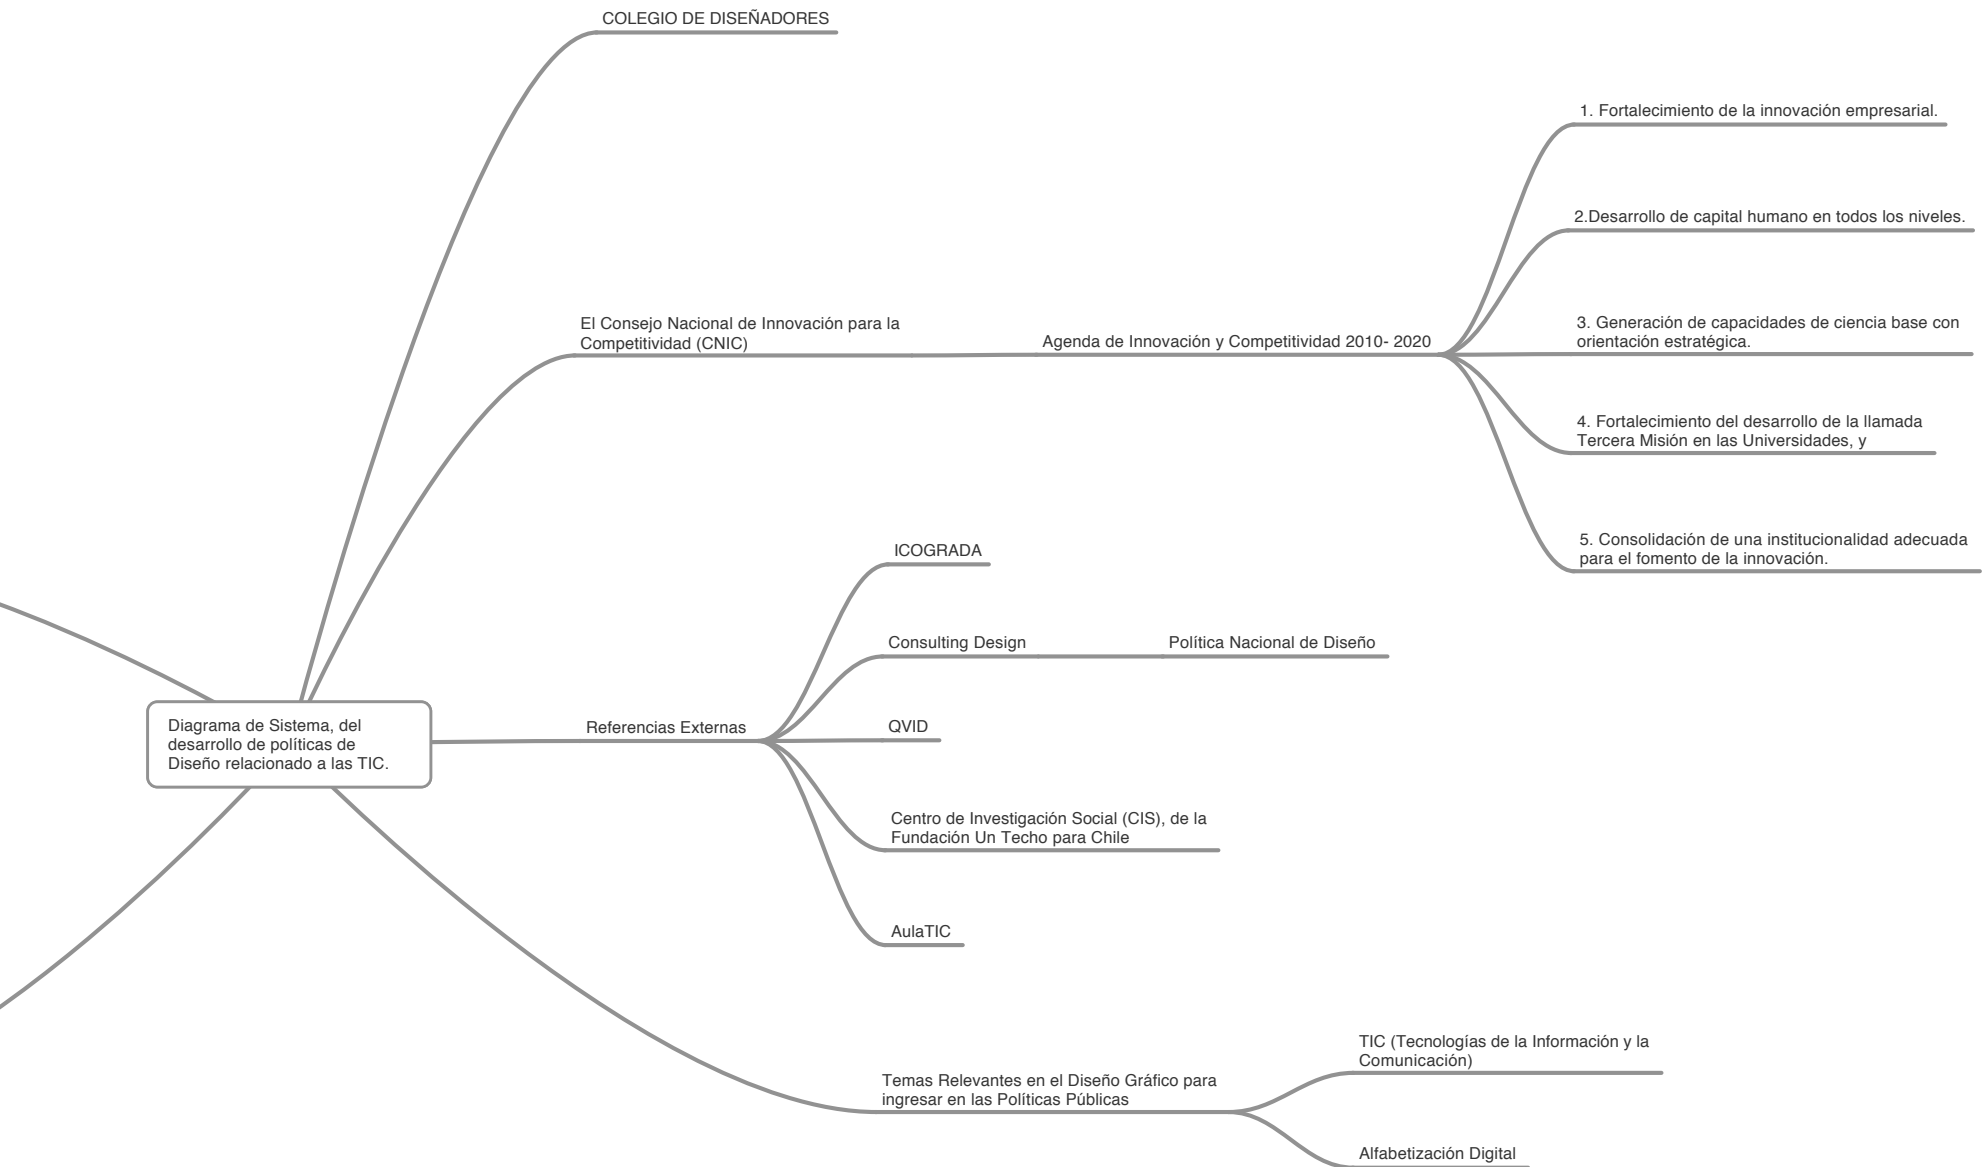 COLEGIO DE DISEÑADORES
1. Fortalecimiento de la innovación empresarial.
2.Desarrollo de capital humano en todos los niveles.
El Consejo Nacional de Innovación para la
Competitividad (CNIC)
Agenda de Innovación y Competitividad 2010- 2020
3. Generación de capacidades de ciencia base con
orientación estratégica.
4. Fortalecimiento del desarrollo de la llamada
Tercera Misión en las Universidades, y
5. Consolidación de una institucionalidad adecuada
para el fomento de la innovación.
ICOGRADA
Consulting Design
Política Nacional de Diseño
Diagrama de Sistema, del
desarrollo de políticas de
Diseño relacionado a las TIC.
Referencias Externas
QVID
Centro de Investigación Social (CIS), de la
Fundación Un Techo para Chile
AulaTIC
Temas Relevantes en el Diseño Gráfico para
ingresar en las Políticas Públicas
TIC (Tecnologías de la Información y la
Comunicación)
Alfabetización Digital